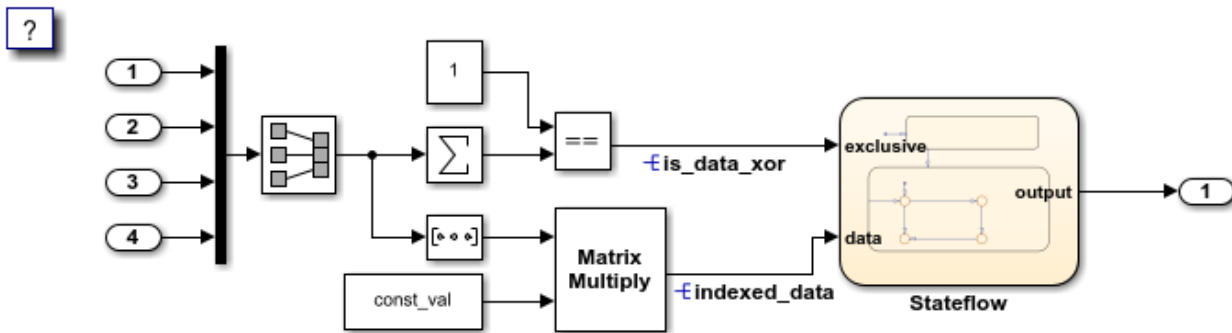 ?
1
1
2
==
exclusive
3
is_data_xor
output
1
4
data
Matrix
Multiply
const_val
indexed_data
Stateflow